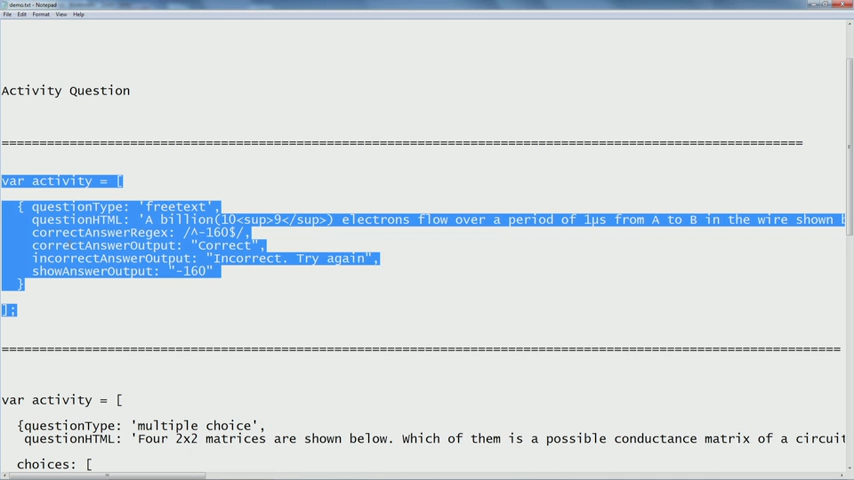 demo.txt - Notepad
File Edit Format View Help
Activity Question
==========================================================================================================
var activity = [
{ questionType: 'freetext',
questionHTML: 'A billion(10<sup>9</sup>) electrons flow over a period of 1µs from A to B in the wire shown b
correctAnswerRegex: /^-160$/,
correctAnswerOutput: "Correct",
incorrectAnswerOutput: "Incorrect. Try again",
showAnswerOutput: "-160"
}
];
===============================================================================================================
var activity = [
{questionType: 'multiple choice',
questionHTML: 'Four 2x2 matrices are shown below. Which of them is a possible conductance matrix of a circuit
choices: [